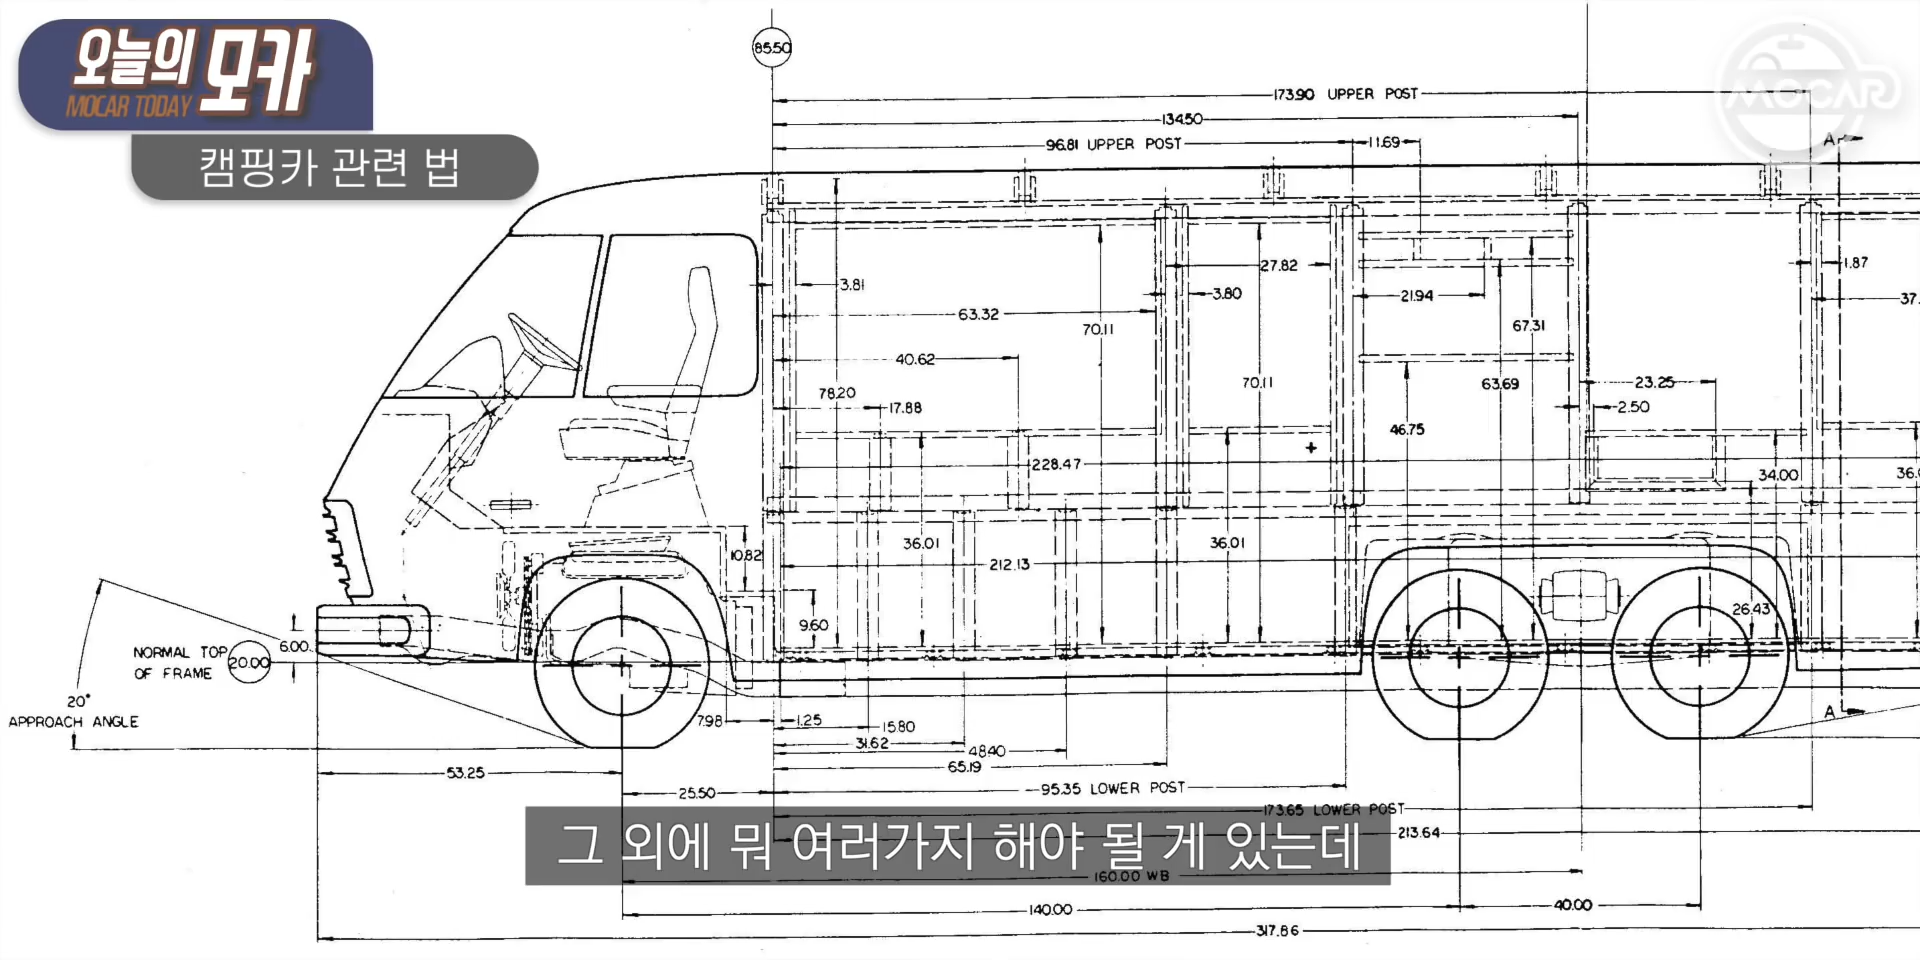 오늘의 모카
MOCAR TODAY
캠핑카 관련 법
MOCAR
85.50
173.90 UPPER POST
134.50
96.81 UPPER POST
11.69
A
3.81
27.82
3.80
1.87
21.94
63.32
70.11
67.31
40.62
78.20
70.11
63.69
23.25
17.88
2.50
46.75
228.47
34.00
36.01
36.01
10.82
212.13
26.43
9.60
6.00
NORMAL TOP
OF FRAME
20.00
20°
APPROACH ANGLE
7.98
1.25
15.80
31.62
48.40
65.19
A
53.25
25.50
95.35 LOWER POST
173.65 LOWER POST
213.64
그 외에 뭐 여러가지 해야 될 게 있는데
160.00 WB
140.00
40.00
317.86